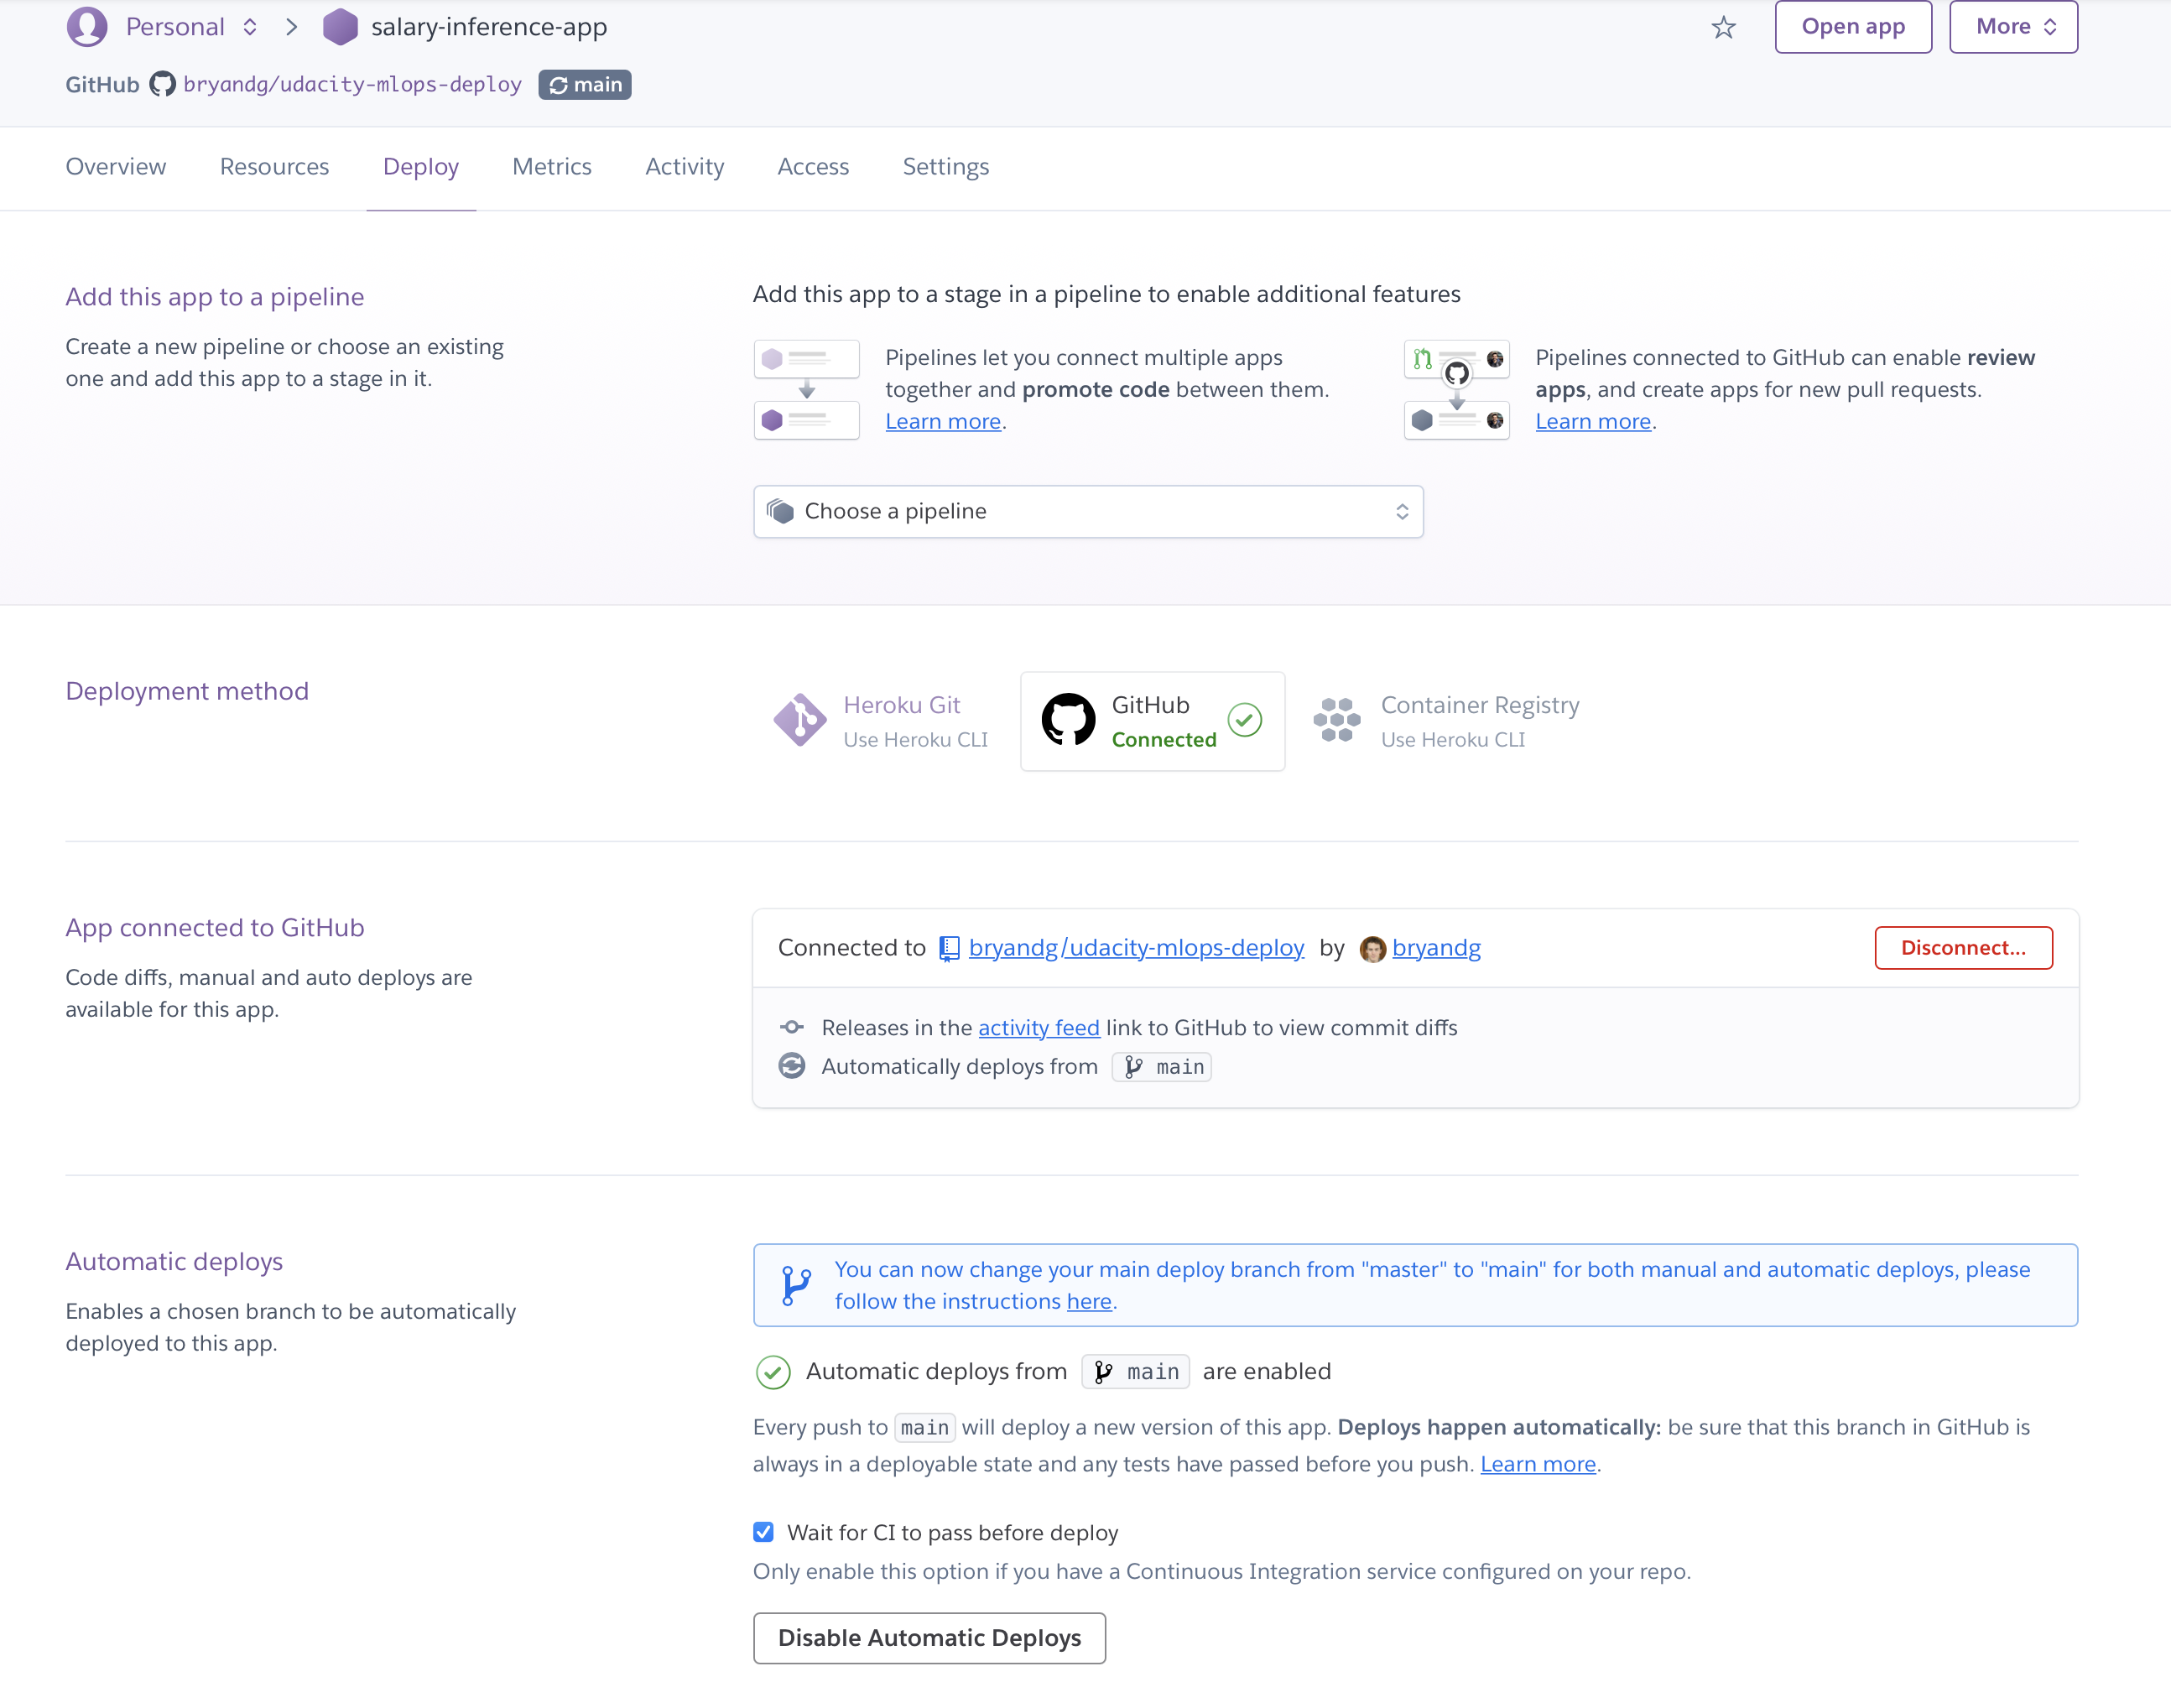 Personal salary-inference-app Open app More
GitHub bryandg/udacity-mlops-deploy main
Overview Resources Deploy Metrics Activity Access Settings
Add this app to a pipeline
Create a new pipeline or choose an existing
one and add this app to a stage in it.
Add this app to a stage in a pipeline to enable additional features
Pipelines let you connect multiple apps
together and promote code between them.
Learn more.
Pipelines connected to GitHub can enable review
apps, and create apps for new pull requests.
Learn more.
Choose a pipeline
Deployment method
Heroku Git
Use Heroku CLI
GitHub
Connected
Container Registry
Use Heroku CLI
App connected to GitHub
Code diffs, manual and auto deploys are
available for this app.
Connected to bryandg/udacity-mlops-deploy by bryandg Disconnect...
Releases in the activity feed link to GitHub to view commit diffs
Automatically deploys from main
Automatic deploys
Enables a chosen branch to be automatically
deployed to this app.
You can now change your main deploy branch from "master" to "main" for both manual and automatic deploys, please
follow the instructions here.
Automatic deploys from main are enabled
Every push to main will deploy a new version of this app. Deploys happen automatically: be sure that this branch in GitHub is
always in a deployable state and any tests have passed before you push. Learn more.
Wait for CI to pass before deploy
Only enable this option if you have a Continuous Integration service configured on your repo.
Disable Automatic Deploys